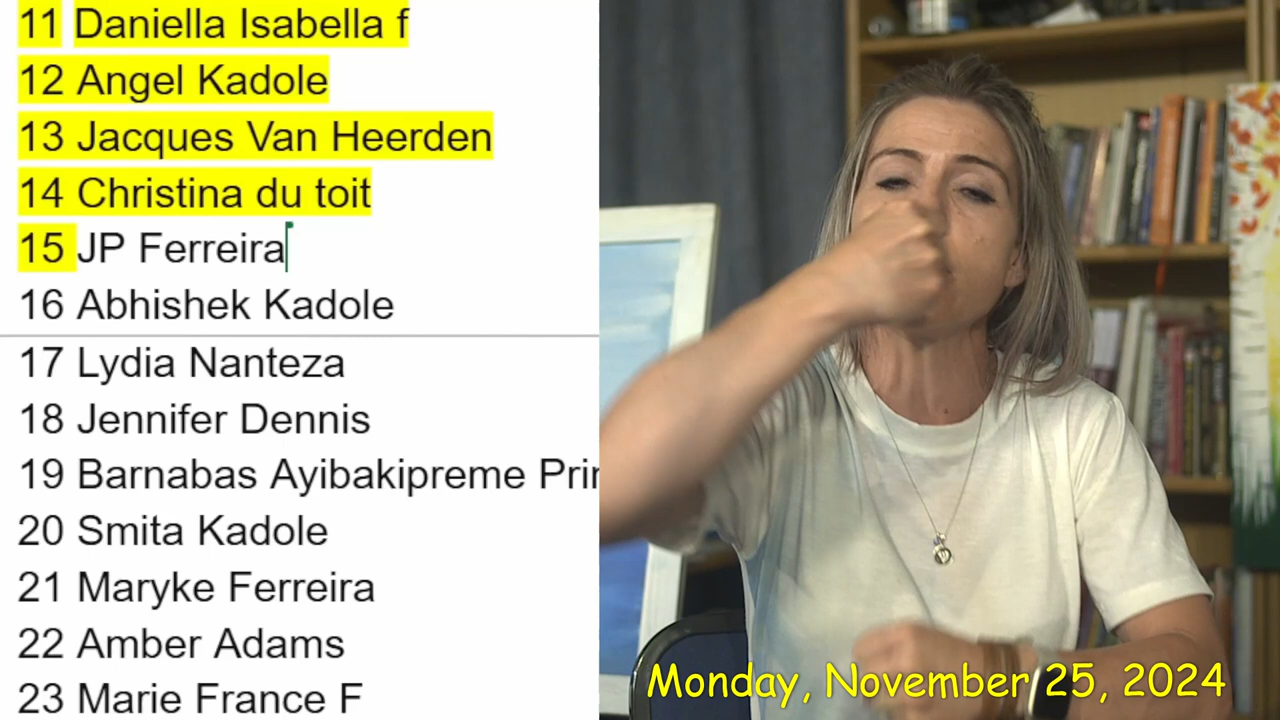 11 Daniella Isabella f
12 Angel Kadole
13 Jacques Van Heerden
14 Christina du toit
15 JP Ferreira
16 Abhishek Kadole
17 Lydia Nanteza
18 Jennifer Dennis
19 Barnabas Ayibakipreme
20 Smita Kadole
21 Maryke Ferreira
22 Amber Adams
23 Marie France F
Monday, November 25, 2024